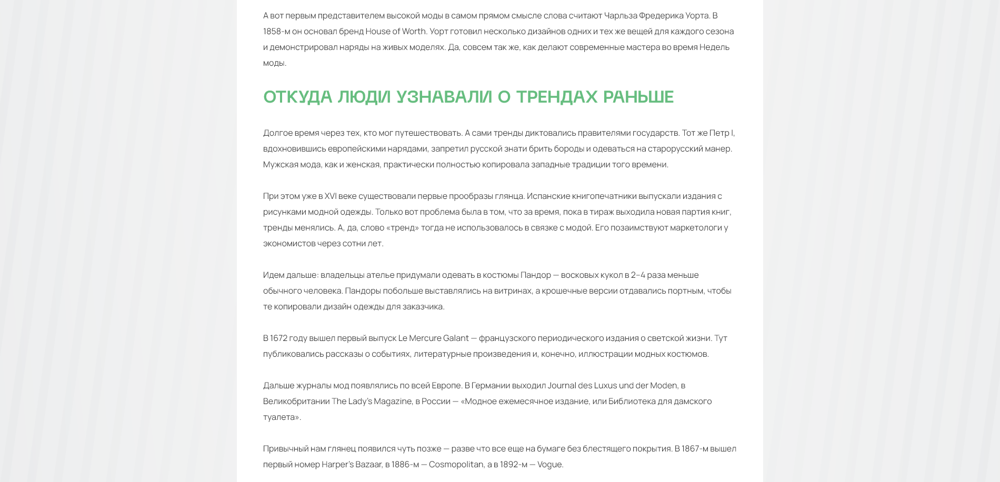 А вот первым представителем высокой моды в самом прямом смысле слова считают Чарльза Фредерика Уорта. В
1858-м он основал бренд House of Worth. Уорт готовил несколько дизайнов одних и тех же вещей для каждого сезона
и демонстрировал наряды на живых моделях. Да, совсем так же, как делают современные мастера во время Недель
моды.
ОТКУДА ЛЮДИ УЗНАВАЛИ О ТРЕНДАХ РАНЬШЕ
Долгое время через тех, кто мог путешествовать. А сами тренды диктовались правителями государств. Тот же Петр I,
вдохновившись европейскими нарядами, запретил русской знати брить бороды и одеваться на старорусский манер.
Мужская мода, как и женская, практически полностью копировала западные традиции того времени.
При этом уже в XVI веке существовали первые прообразы глянца. Испанские книгопечатники выпускали издания с
рисунками модной одежды. Только вот проблема была в том, что за время, пока в тираж выходила новая партия книг,
тренды менялись. А, да, слово «тренд» тогда не использовалось в связке с модой. Его позаимствуют маркетологи у
экономистов через сотни лет.
Идем дальше: владельцы ателье придумали одевать в костюмы Пандор — восковых кукол в 2–4 раза меньше
обычного человека. Пандоры побольше выставлялись на витринах, а крошечные версии отдавались портным, чтобы
те копировали дизайн одежды для заказчика.
В 1672 году вышел первый выпуск Le Mercure Galant — французского периодического издания о светской жизни. Тут
публиковались рассказы о событиях, литературные произведения и, конечно, иллюстрации модных костюмов.
Дальше журналы мод появлялись по всей Европе. В Германии выходил Journal des Luxus und der Moden, в
Великобритании The Lady's Magazine, в России — «Модное ежемесячное издание, или Библиотека для дамского
туалета».
Привычный нам глянец появился чуть позже — разве что все еще на бумаге без блестящего покрытия. В 1867-м вышел
первый номер Harper's Bazaar, в 1886-м — Cosmopolitan, а в 1892-м — Vogue.